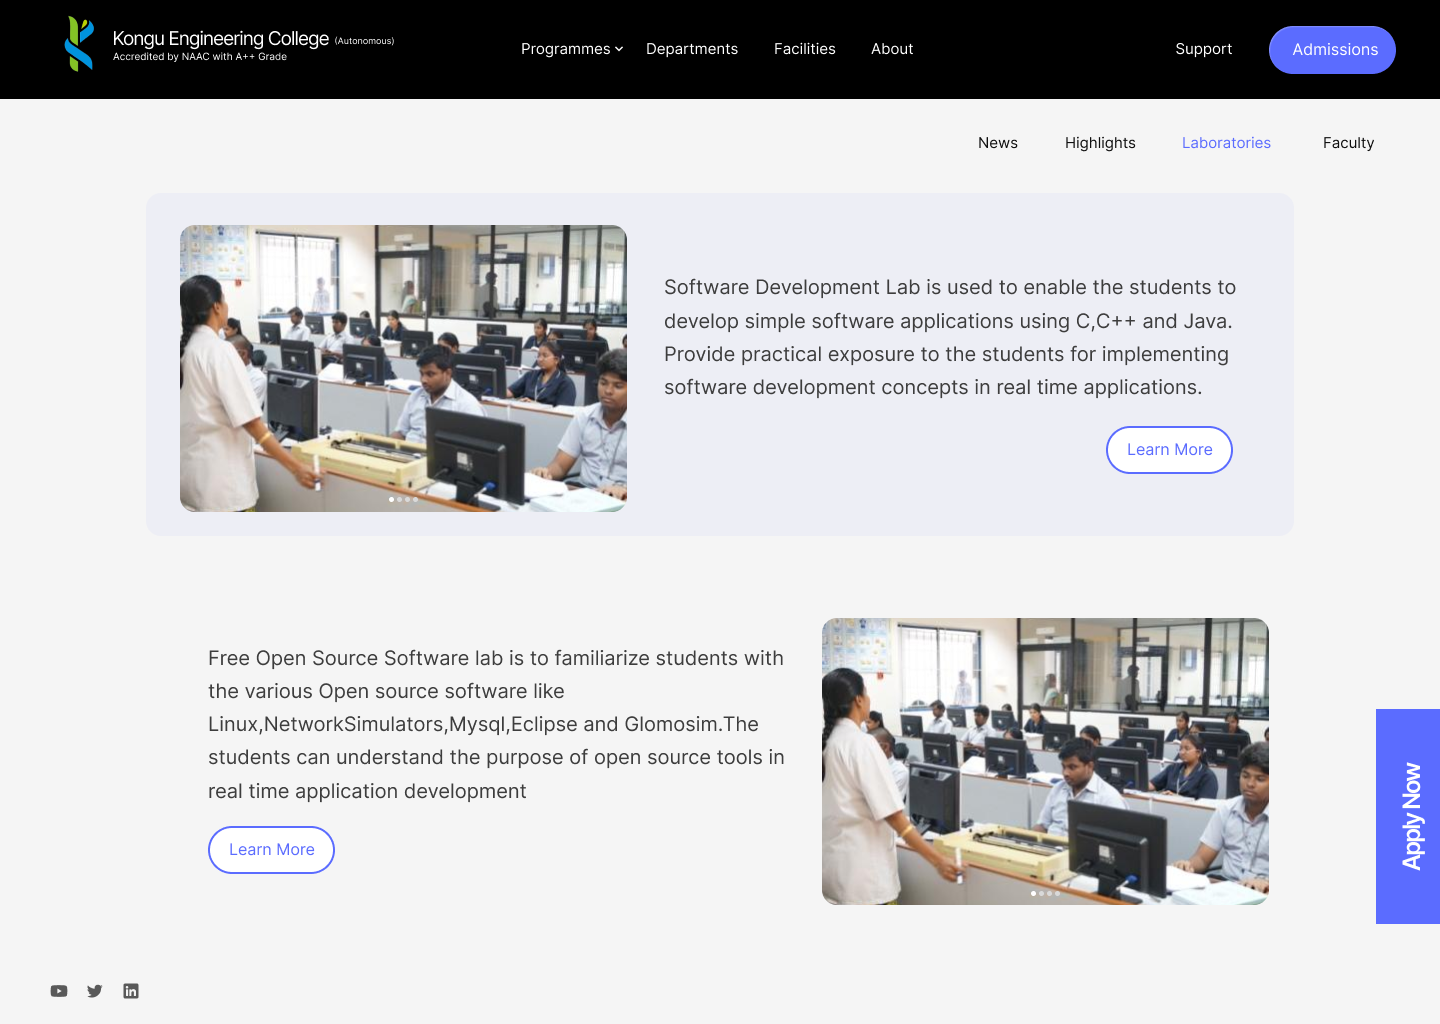 Kongu Engineering College (Autonomous)
Accredited by NAAC with A++ Grade
Programmes
Departments
Facilities
About
Support
Admissions
News
Highlights
Laboratories
Faculty
Software Development Lab is used to enable the students to
develop simple software applications using C,C++ and Java.
Provide practical exposure to the students for implementing
software development concepts in real time applications.
Learn More
Free Open Source Software lab is to familiarize students with
the various Open source software like
Linux,NetworkSimulators,Mysql,Eclipse and Glomosim.The
students can understand the purpose of open source tools in
real time application development
Learn More
Apply Now